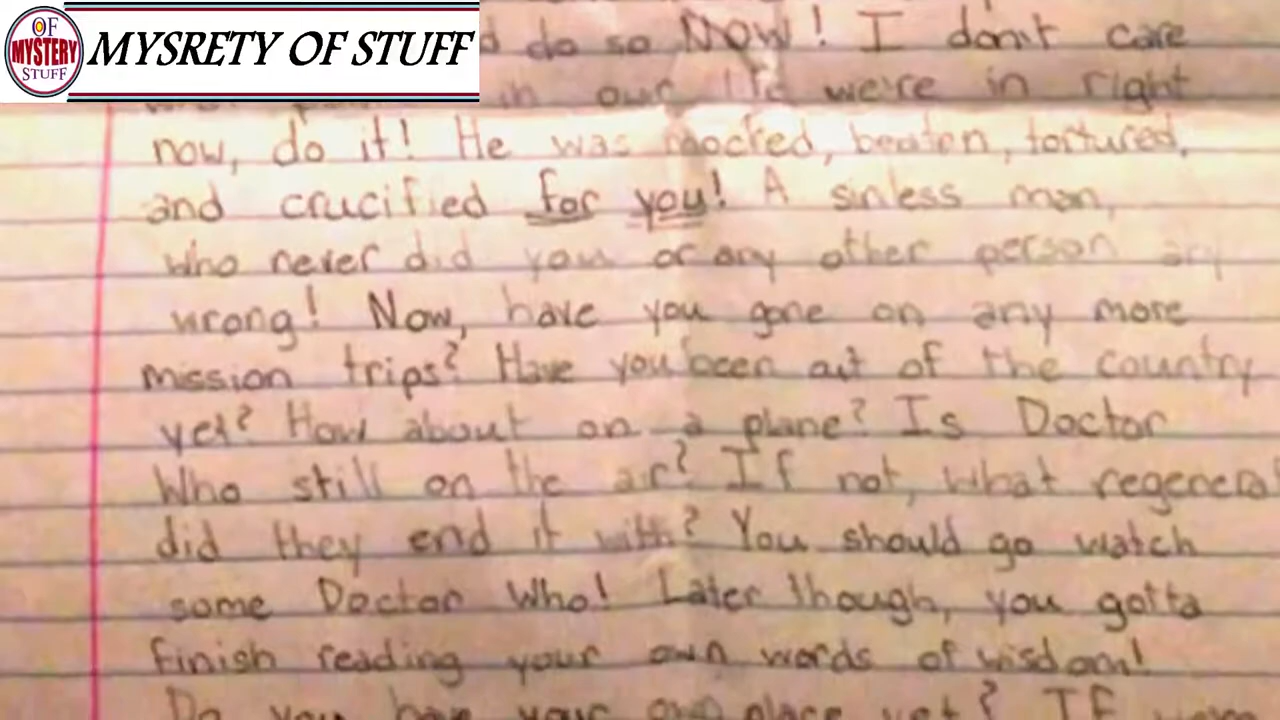 OF
MYSTERY
STUFF
MYSRETY OF STUFF
do so NOW! I don't care
in our life we're in right
now, do it! He was mocked, beaten, tortured,
and crucified for you! A sinless man,
who never did you or any other person any
wrong! Now, have you gone on any more
mission trips? Have you been out of the country
yet? How about on a plane? Is Doctor
Who still on the air? If not, what regenerat
did they end it with? You should go watch
some Doctor Who! Later though, you gotta
finish reading your own words of wisdom!
Do you have your own place yet? If